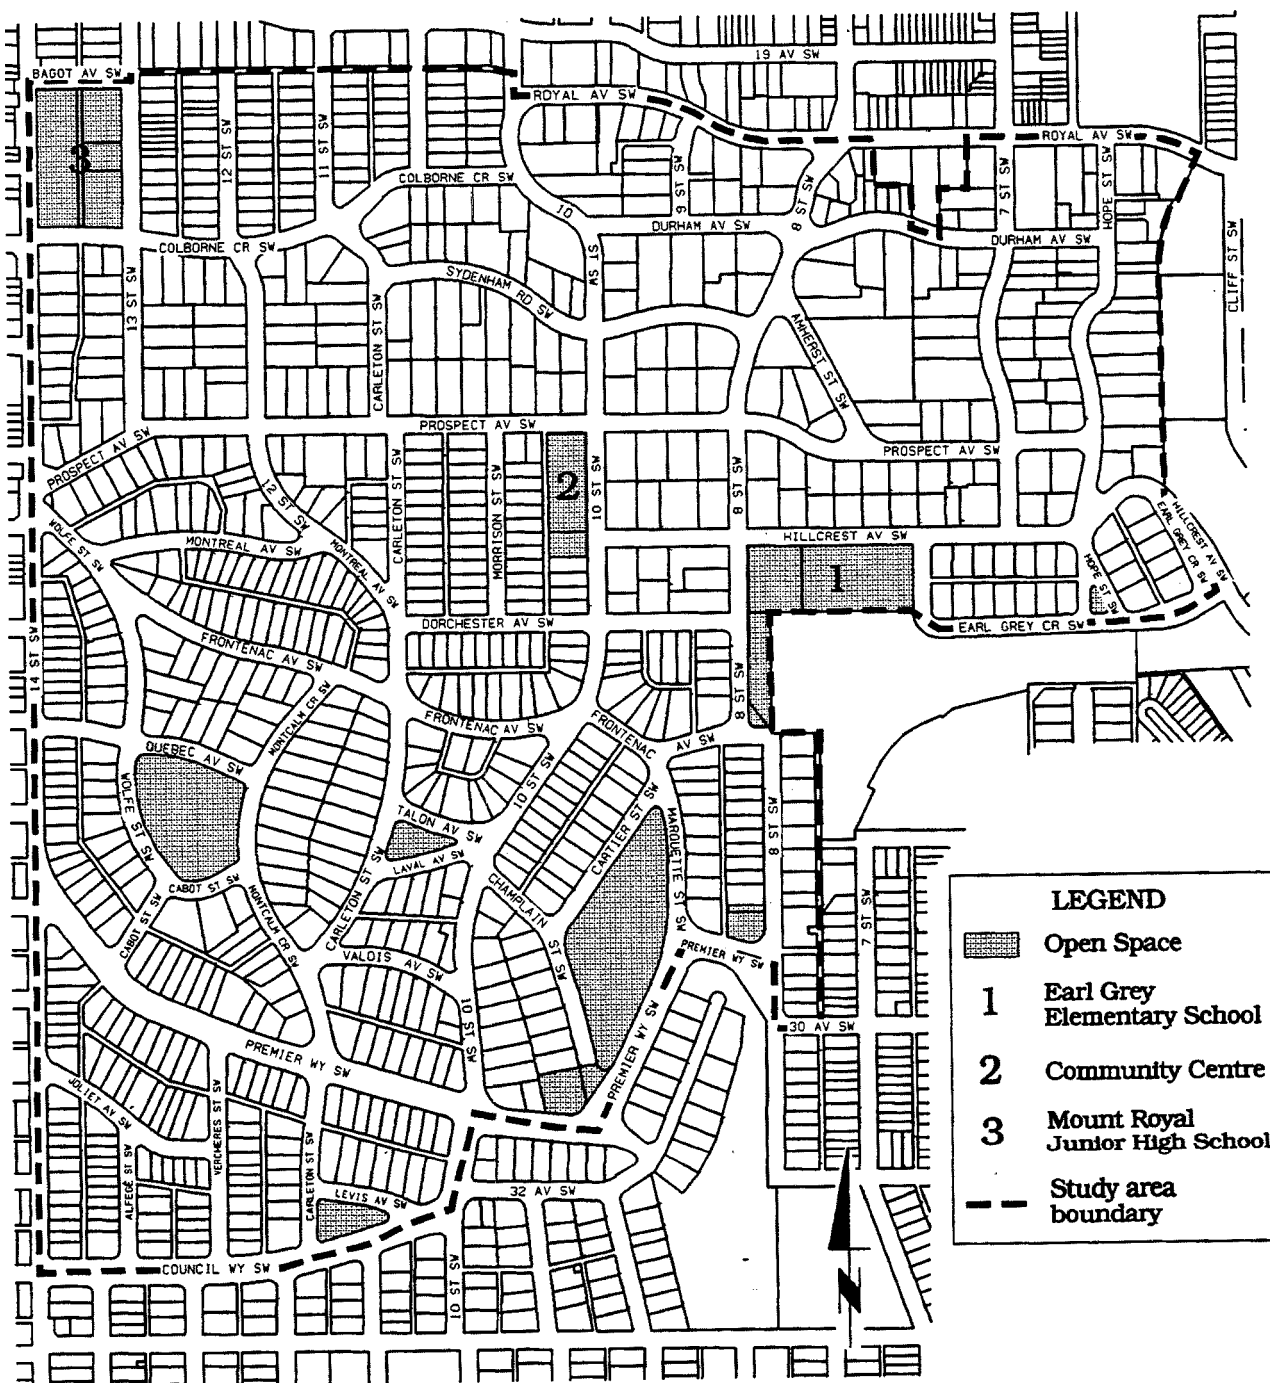 19 AV SW
BAGOT AV SW
ROYAL AV SW
ROYAL AV SW
3
12 ST SW
11 ST SW
COLBORNE CR SW
9 ST SW
8 ST SW
7 ST SW
HOPE ST SW
10
ST SW
DURHAM AV SW
DURHAM AV SW
CLIFF ST SW
COLBORNE CR SW
13 ST SW
SYDENHAM RD SW
CARLETON ST SW
AMHERST ST SW
PROSPECT AV SW
PROSPECT AV SW
PROSPECT AV SW
12 ST SW
CARLETON ST SW
MORRISON ST SW
2
10 ST SW
8 ST SW
HILLCREST AV SW
EARL GREY CR SW
HILLCREST AV SW
WOLFE ST SW
MONTREAL AV SW
MONTREAL AV SW
1
HOPE ST SW
DORCHESTER AV SW
EARL GREY CR SW
14 ST SW
FRONTENAC AV SW
MONTCALM CR SW
8 ST SW
FRONTENAC AV SW
FRONTENAC
AV SW
QUEBEC AV SW
WOLFE ST SW
10 ST SW
TALON AV SW
CARTIER ST SW
MARQUETTE ST SW
8 ST SW
LAVAL AV SW
CABOT ST SW
CABOT ST SW
MONTCALM CR SW
CARLETON ST SW
CHAMPLAIN
ST SW
7 ST SW
VALOIS AV SW
PREMIER WY SW
10 ST SW
30 AV SW
PREMIER WY SW
PREMIER WY SW
JOLIET AV SW
VERCHERES ST SW
ALFEGE ST SW
CARLETON ST SW
LEVIS AV SW
32 AV SW
COUNCIL WY SW
10 ST SW
N
LEGEND
Open Space
1 Earl Grey
Elementary School
2 Community Centre
3 Mount Royal
Junior High School
Study area
boundary